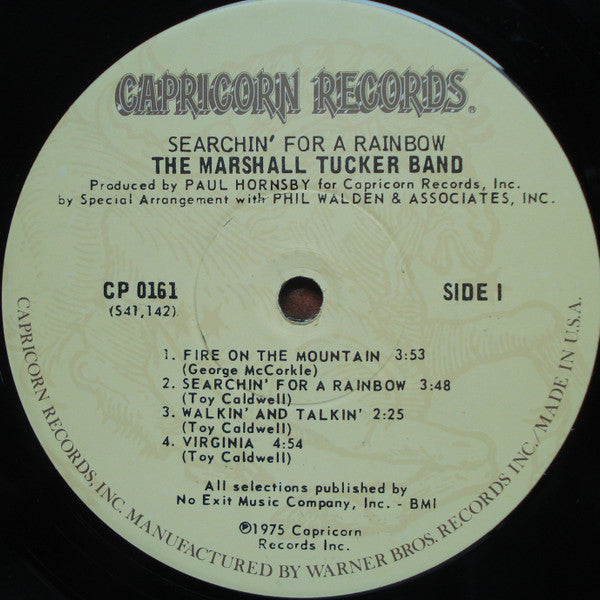 CAPRICORN RECORDS®
SEARCHIN' FOR A RAINBOW
THE MARSHALL TUCKER BAND
Produced by PAUL HORNSBY for Capricorn Records, Inc.
by Special Arrangement with PHIL WALDEN & ASSOCIATES, INC.
CP 0161
(S41,142)
SIDE I
1. FIRE ON THE MOUNTAIN 3:53
(George McCorkle)
2. SEARCHIN' FOR A RAINBOW 3:48
(Toy Caldwell)
3. WALKIN' AND TALKIN' 2:25
(Toy Caldwell)
4. VIRGINIA 4:54
(Toy Caldwell)
All selections published by
No Exit Music Company, Inc. - BMI
℗1975 Capricorn
Records Inc.
CAPRICORN RECORDS, INC. MANUFACTURED BY WARNER BROS. RECORDS INC./MADE IN U.S.A.